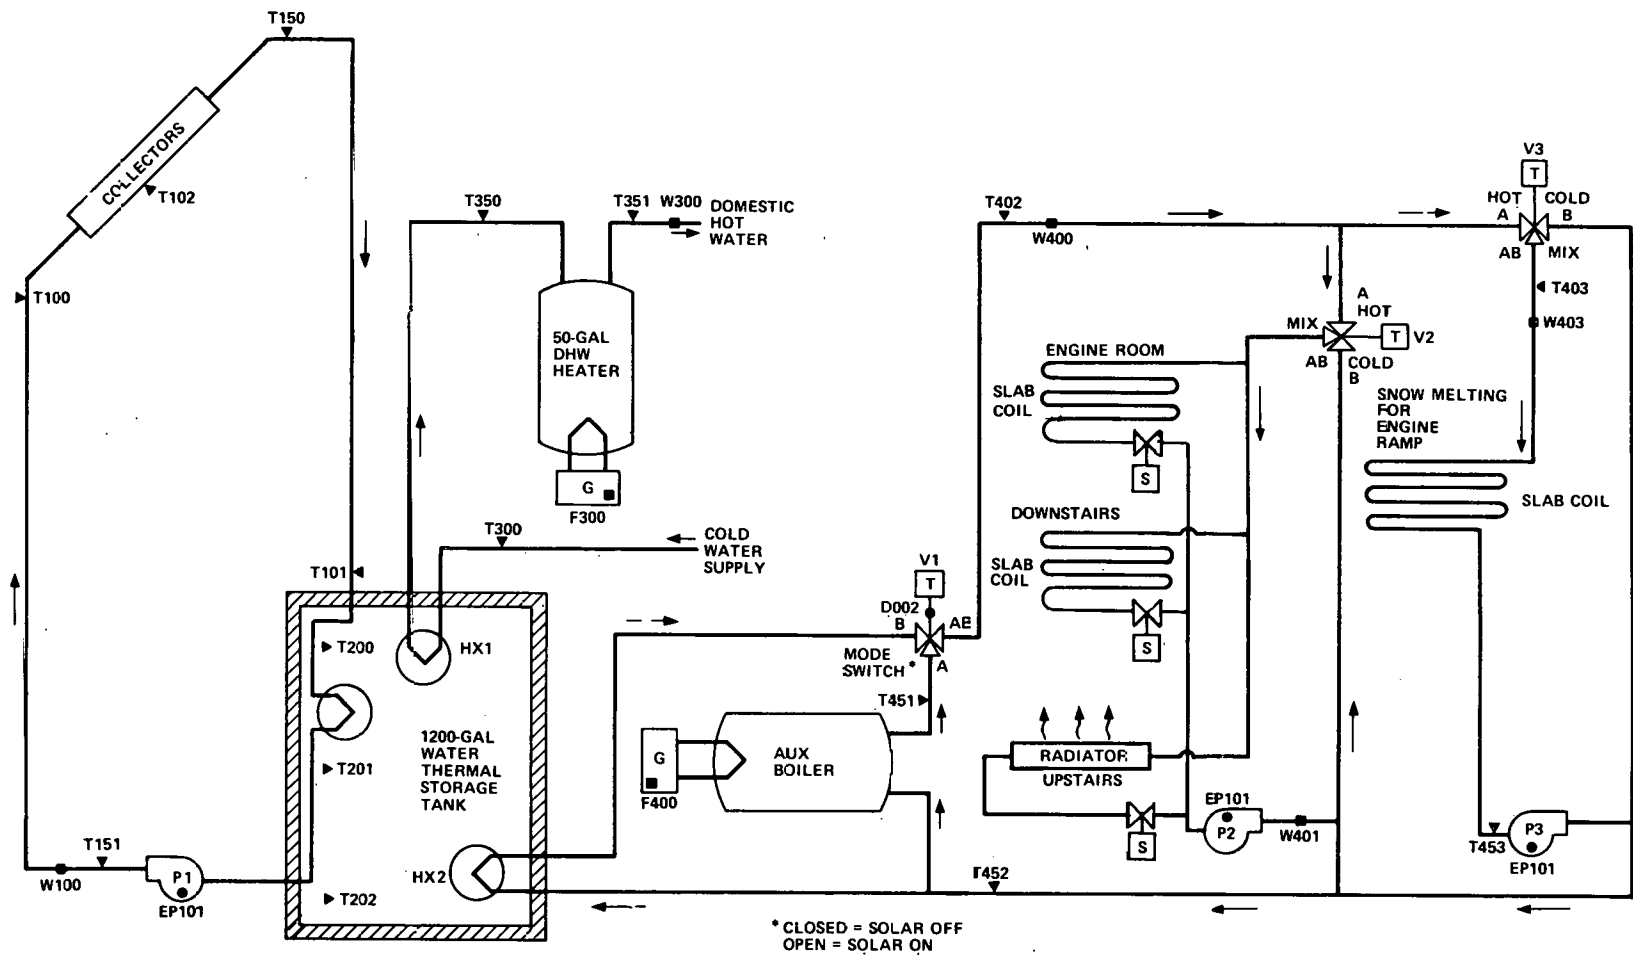 T150
COLLECTORS
T102
T100
T350
T351
W300
DOMESTIC
HOT
WATER
50-GAL
DHW
HEATER
G
F300
T300
COLD
WATER
SUPPLY
T101
T200
HX1
T201
1200-GAL
WATER
THERMAL
STORAGE
TANK
T202
HX2
T151
W100
P1
EP101
V1
T
D002
B
AE
A
MODE
SWITCH*
T451
G
F400
AUX
BOILER
T402
W400
V3
T
HOT
A
COLD
B
AB
MIX
T403
W403
A
HOT
MIX
T
V2
AB
COLD
B
ENGINE ROOM
SLAB
COIL
S
DOWNSTAIRS
SLAB
COIL
S
RADIATOR
UPSTAIRS
S
EP101
P2
W401
SNOW MELTING
FOR
ENGINE
RAMP
SLAB COIL
T453
P3
EP101
T452
* CLOSED = SOLAR OFF
OPEN = SOLAR ON